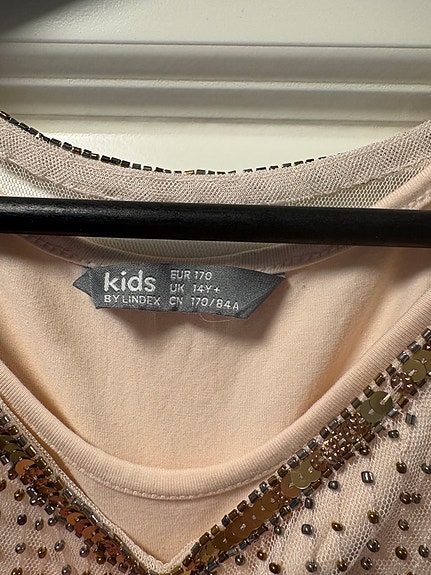 kids
BY LINDEX
EUR 170
UK 14Y+
CN 170/84A